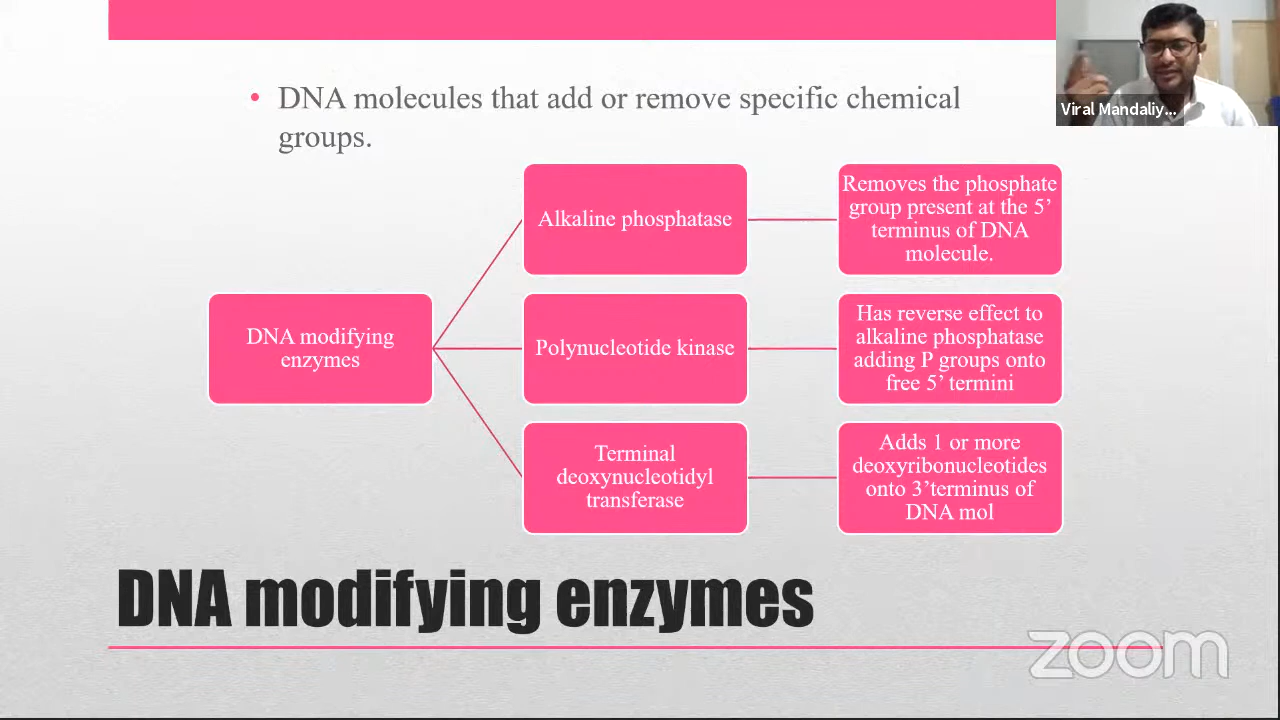 • DNA molecules that add or remove specific chemical
groups.
Viral Mandaliy...
DNA modifying
enzymes
Alkaline phosphatase
Removes the phosphate
group present at the 5’
terminus of DNA
molecule.
Polynucleotide kinase
Has reverse effect to
alkaline phosphatase
adding P groups onto
free 5’ termini
Terminal
deoxynucleotidyl
transferase
Adds 1 or more
deoxyribonucleotides
onto 3’terminus of
DNA mol
DNA modifying enzymes
zoom